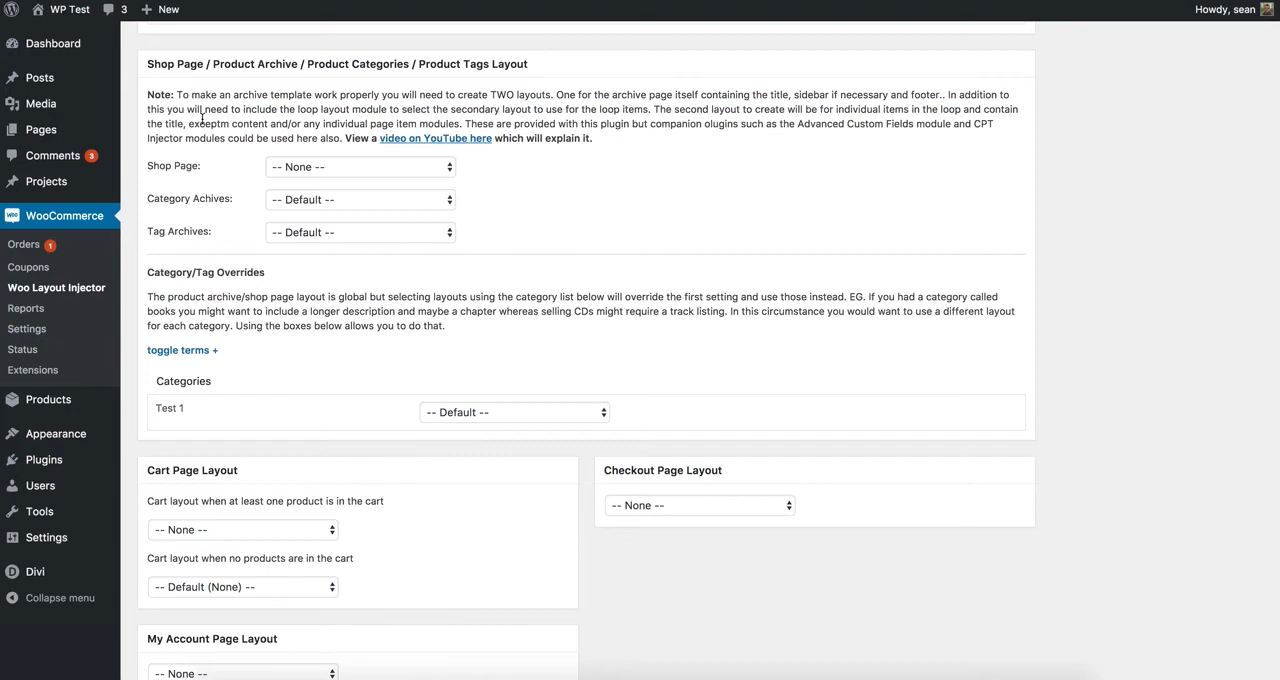 WP Test 3 New Howdy, sean
Dashboard
Posts
Media
Pages
Comments 3
Projects
WooCommerce
Orders 1
Coupons
Woo Layout Injector
Reports
Settings
Status
Extensions
Products
Appearance
Plugins
Users
Tools
Settings
Divi
Collapse menu
Shop Page / Product Archive / Product Categories / Product Tags Layout
Note: To make an archive template work properly you will need to create TWO layouts. One for the archive page itself containing the title, sidebar if necessary and footer.. In addition to
this you will need to include the loop layout module to select the secondary layout to use for the loop items. The second layout to create will be for individual items in the loop and contain
the title, exceptm content and/or any individual page item modules. These are provided with this plugin but companion olugins such as the Advanced Custom Fields module and CPT
Injector modules could be used here also. View a video on YouTube here which will explain it.
Shop Page: -- None --
Category Achives: -- Default --
Tag Archives: -- Default --
Category/Tag Overrides
The product archive/shop page layout is global but selecting layouts using the category list below will override the first setting and use those instead. EG. If you had a category called
books you might want to include a longer description and maybe a chapter whereas selling CDs might require a track listing. In this circumstance you would want to use a different layout
for each category. Using the boxes below allows you to do that.
toggle terms +
Categories
Test 1 -- Default --
Cart Page Layout
Cart layout when at least one product is in the cart
-- None --
Cart layout when no products are in the cart
-- Default (None) --
Checkout Page Layout
-- None --
My Account Page Layout
-- None --